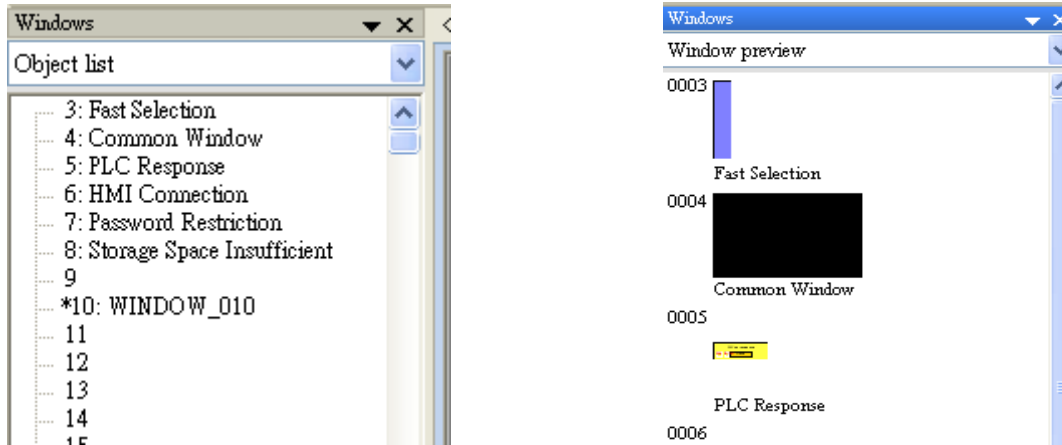 Windows
Object list
3: Fast Selection
4: Common Window
5: PLC Response
6: HMI Connection
7: Password Restriction
8: Storage Space Insufficient
9
*10: WINDOW_010
11
12
13
14
15
Windows
Window preview
0003
Fast Selection
0004
Common Window
0005
PLC Response
0006